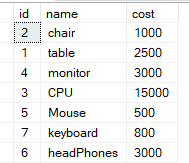 id name cost
2 chair 1000
1 table 2500
4 monitor 3000
3 CPU 15000
5 Mouse 500
7 keyboard 800
6 headPhones 3000